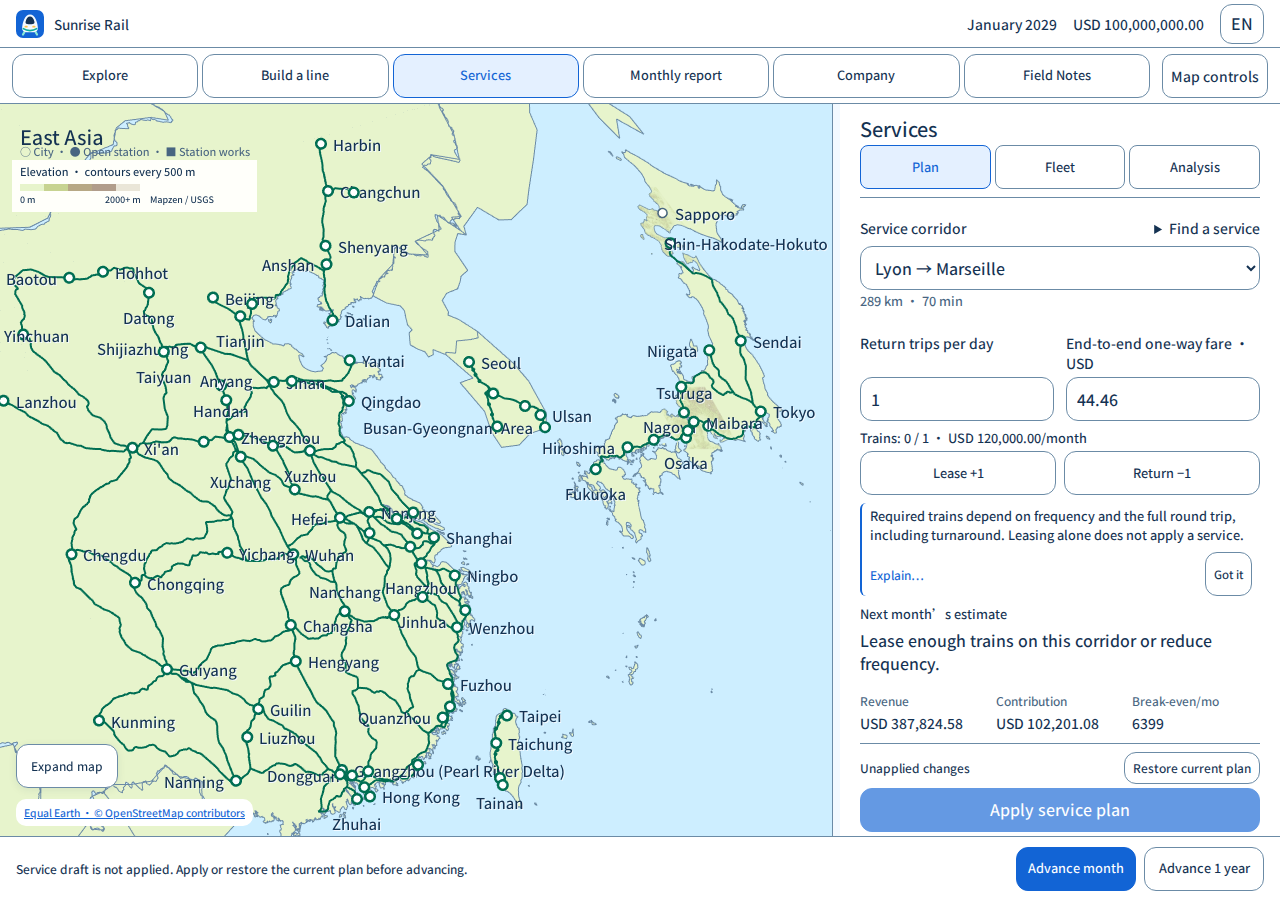 Sunrise Rail
January 2029
USD 100,000,000.00
EN
Explore
Build a line
Services
Monthly report
Company
Field Notes
Map controls
East Asia
City • Open station • Station works
Elevation • contours every 500 m
0 m
2000+ m
Mapzen / USGS
Harbin
Changchun
Shenyang
Anshan
Dalian
Baotou
Hohhot
Datong
Beijing
Tianjin
Yinchuan
Shijiazhuang
Taiyuan
Anyang
Jinan
Yantai
Qingdao
Lanzhou
Handan
Zhengzhou
Xi'an
Xuchang
Xuzhou
Hefei
Nanjing
Shanghai
Chengdu
Chongqing
Yichang
Wuhan
Ningbo
Hangzhou
Nanchang
Changsha
Jinhua
Wenzhou
Guiyang
Hengyang
Fuzhou
Kunming
Guilin
Liuzhou
Quanzhou
Nanning
Dongguan
Guangzhou (Pearl River Delta)
Hong Kong
Zhuhai
Taipei
Taichung
Tainan
Seoul
Ulsan
Busan-Gyeongnam Area
Sapporo
Shin-Hakodate-Hokuto
Sendai
Niigata
Tsuruga
Tokyo
Maibara
Hiroshima
Osaka
Fukuoka
Expand map
Equal Earth • © OpenStreetMap contributors
Services
Plan
Fleet
Analysis
Service corridor
▶ Find a service
Lyon → Marseille
289 km • 70 min
Return trips per day
End-to-end one-way fare •
USD
1
44.46
Trains: 0 / 1 • USD 120,000.00/month
Lease +1
Return −1
Required trains depend on frequency and the full round trip,
including turnaround. Leasing alone does not apply a service.
Explain…
Got it
Next month’s estimate
Lease enough trains on this corridor or reduce
frequency.
Revenue
Contribution
Break-even/mo
USD 387,824.58
USD 102,201.08
6399
Unapplied changes
Restore current plan
Apply service plan
Service draft is not applied. Apply or restore the current plan before advancing.
Advance month
Advance 1 year